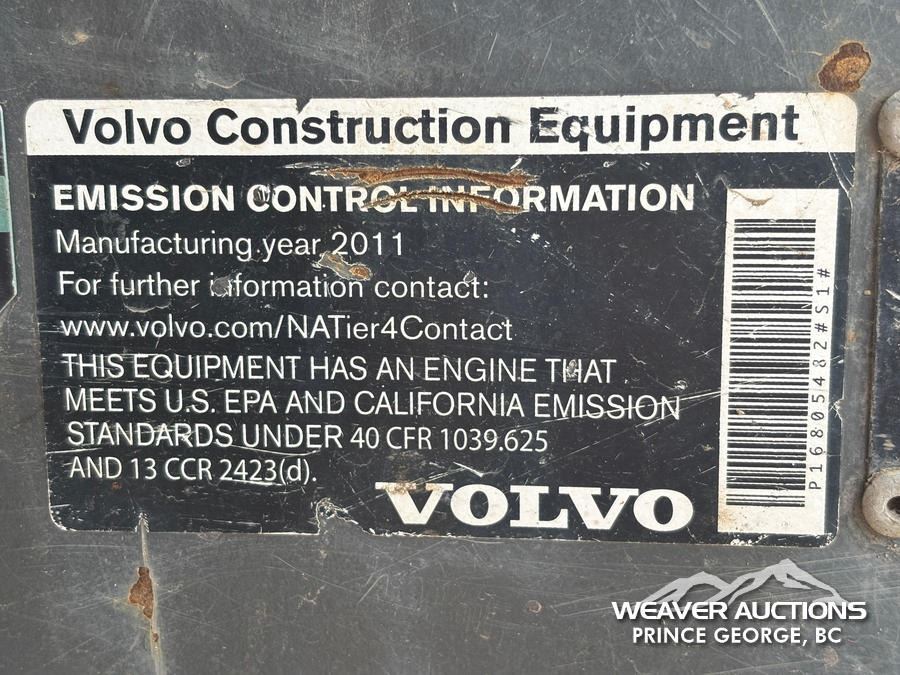 Volvo Construction Equipment
EMISSION CONTROL INFORMATION
Manufacturing year 2011
For further information contact:
www.volvo.com/NATier4Contact
THIS EQUIPMENT HAS AN ENGINE THAT
MEETS U.S. EPA AND CALIFORNIA EMISSION
STANDARDS UNDER 40 CFR 1039.625
AND 13 CCR 2423(d).
VOLVO
P16805482#S1#
WEAVER AUCTIONS
PRINCE GEORGE, BC